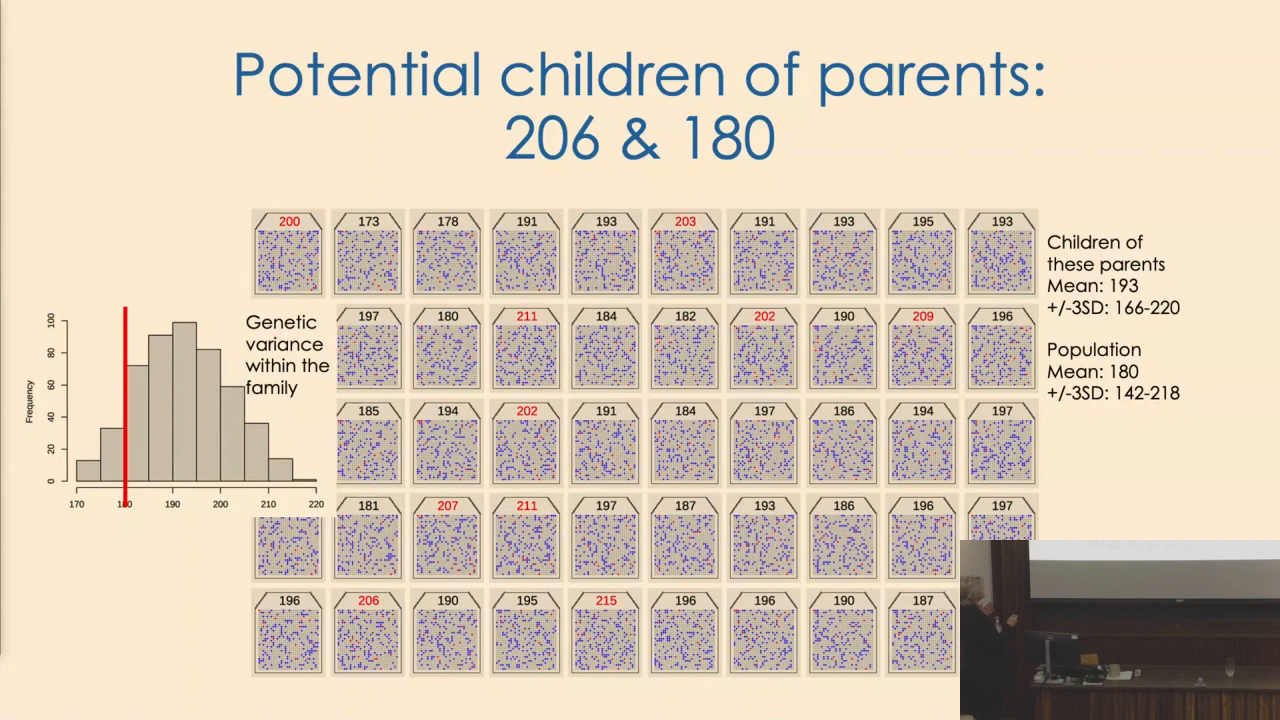 Potential children of parents:
206 & 180
200 173 178 191 193 203 191 193 195 193
197 180 211 184 182 202 190 209 196
185 194 202 191 184 197 186 194 197
181 207 211 197 187 193 186 196 197
196 206 190 195 215 196 196 190 187
Genetic
variance
within the
family
Frequency
100
80
60
40
20
0
170 180 190 200 210 220
Children of
these parents
Mean: 193
+/-3SD: 166-220
Population
Mean: 180
+/-3SD: 142-218